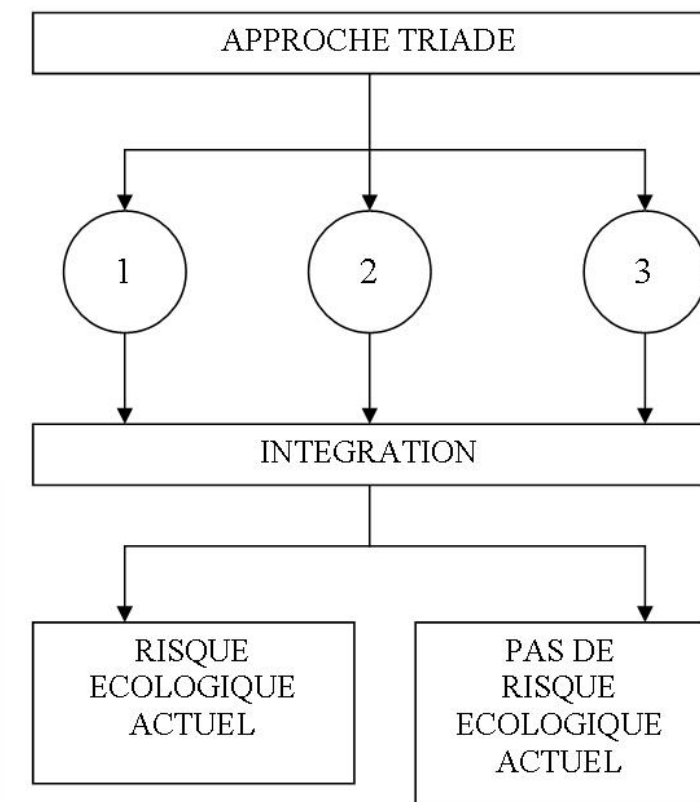 APPROCHE TRIADE
1 2 3
INTEGRATION
RISQUE
ECOLOGIQUE
ACTUEL
PAS DE
RISQUE
ECOLOGIQUE
ACTUEL